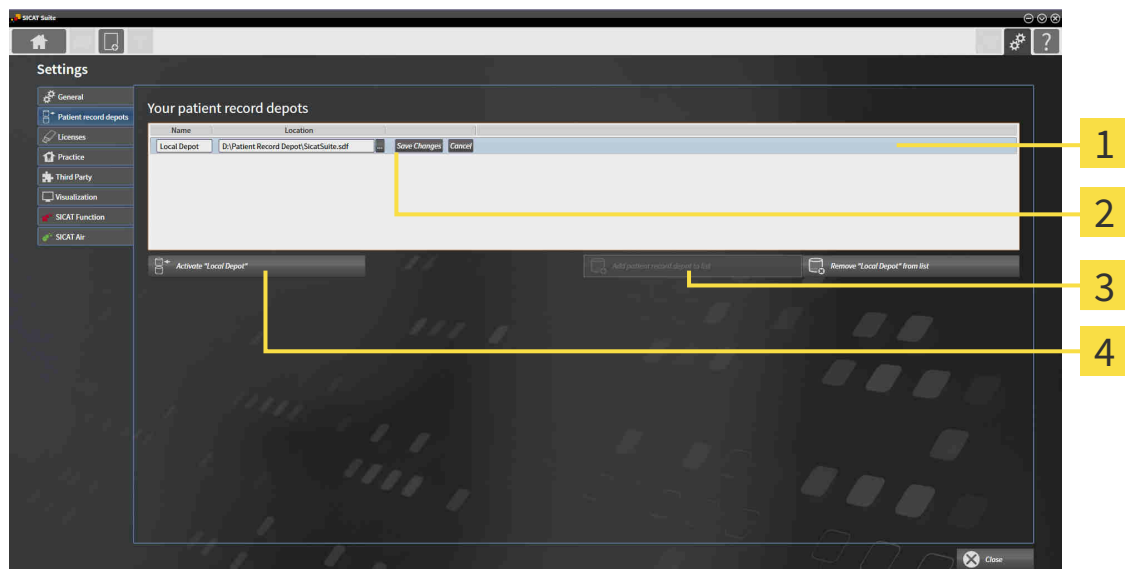 SICAT Suite
?
Settings
General
Patient record depots
Licenses
Practice
Third Party
Visualization
SICAT Function
SICAT Air
Your patient record depots
Name Location
Local Depot D:\Patient Record Depot\SicatSuite.sdf ... Save Changes Cancel
Activate "Local Depot" Add patient record depot to list Remove "Local Depot" from list
Close
1
2
3
4